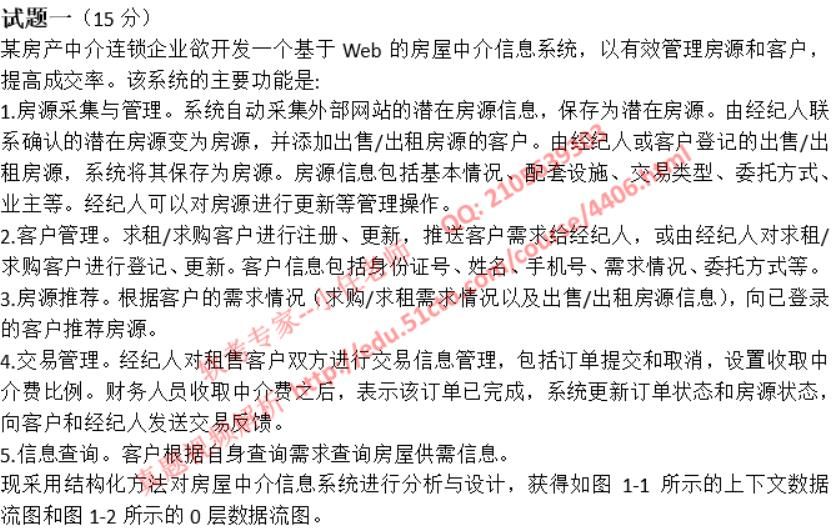 试题一（15 分）
某房产中介连锁企业欲开发一个基于 Web 的房屋中介信息系统，以有效管理房源和客户，
提高成交率。该系统的主要功能是:
1.房源采集与管理。系统自动采集外部网站的潜在房源信息，保存为潜在房源。由经纪人联
系确认的潜在房源变为房源，并添加出售/出租房源的客户。由经纪人或客户登记的出售/出
租房源，系统将其保存为房源。房源信息包括基本情况、配套设施、交易类型、委托方式、
业主等。经纪人可以对房源进行更新等管理操作。
2.客户管理。求租/求购客户进行注册、更新，推送客户需求给经纪人，或由经纪人对求租/
求购客户进行登记、更新。客户信息包括身份证号、姓名、手机号、需求情况、委托方式等。
3.房源推荐。根据客户的需求情况（求购/求租需求情况以及出售/出租房源信息），向已登录
的客户推荐房源。
4.交易管理。经纪人对租售客户双方进行交易信息管理，包括订单提交和取消，设置收取中
介费比例。财务人员收取中介费之后，表示该订单已完成，系统更新订单状态和房源状态，
向客户和经纪人发送交易反馈。
5.信息查询。客户根据自身查询需求查询房屋供需信息。
现采用结构化方法对房屋中介信息系统进行分析与设计，获得如图 1-1 所示的上下文数据
流图和图 1-2 所示的 0 层数据流图。
软考专家--小任老师 QQ:
真题视频解析 http://edu.51cto.com/course/4406.html